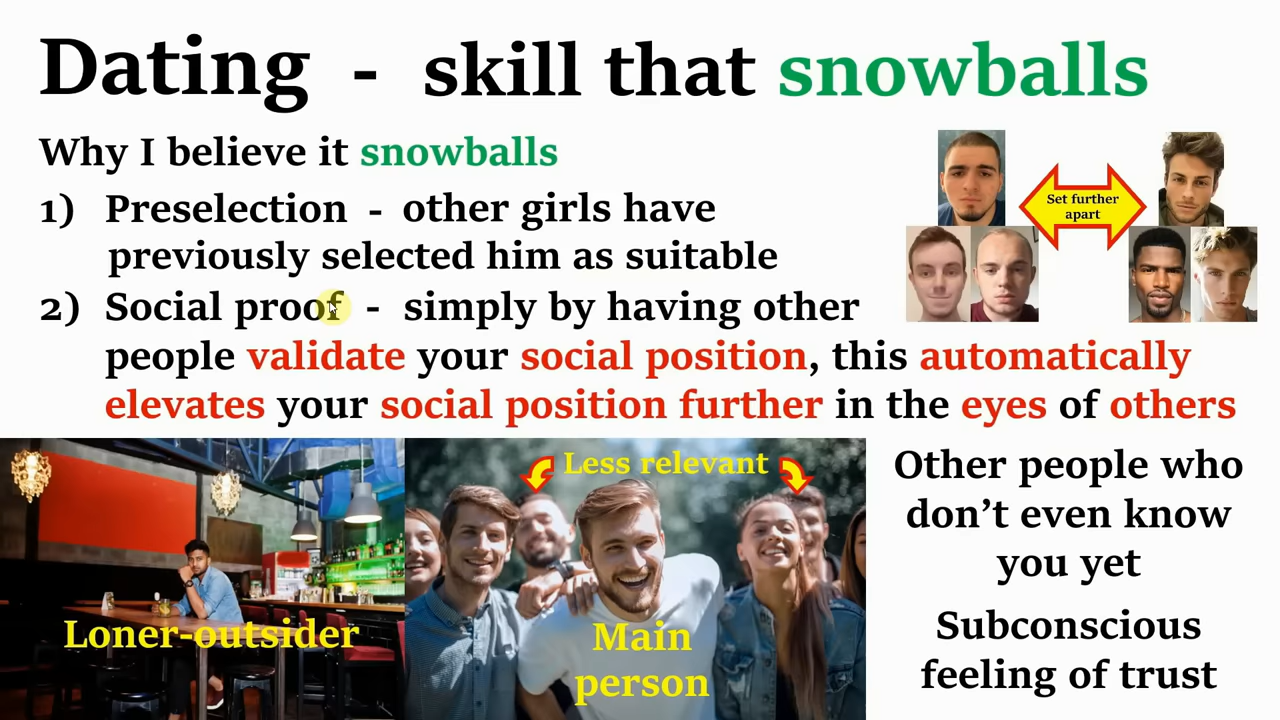 Dating - skill that snowballs
Why I believe it snowballs
1) Preselection - other girls have
previously selected him as suitable
2) Social proof - simply by having other
people validate your social position, this automatically
elevates your social position further in the eyes of others
Set further
apart
Loner-outsider
Less relevant
Main
person
Other people who
don't even know
you yet
Subconscious
feeling of trust